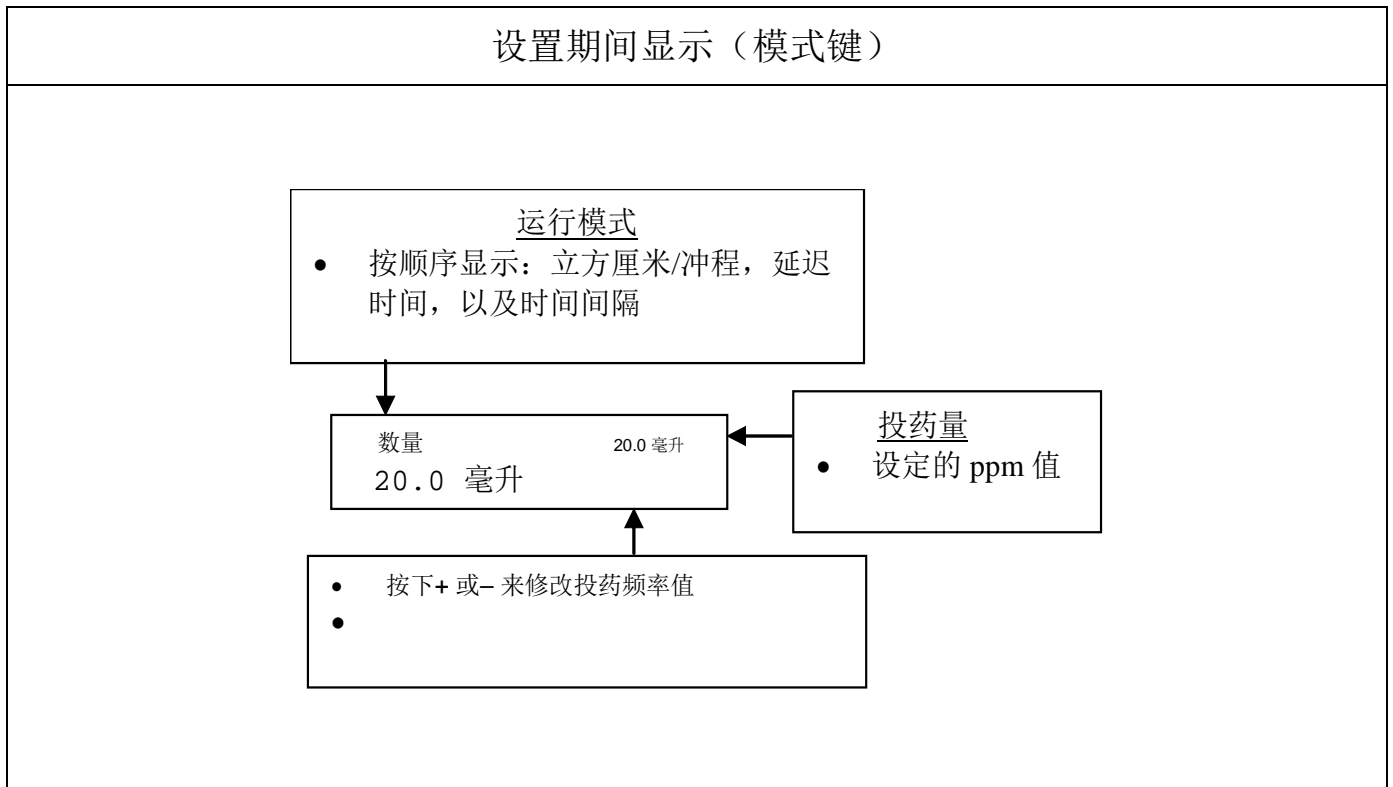 设置期间显示（模式键）
运行模式
● 按顺序显示：立方厘米/冲程，延迟
时间，以及时间间隔
数量 20.0 毫升
20.0 毫升
投药量
● 设定的 ppm 值
● 按下+ 或– 来修改投药频率值
●